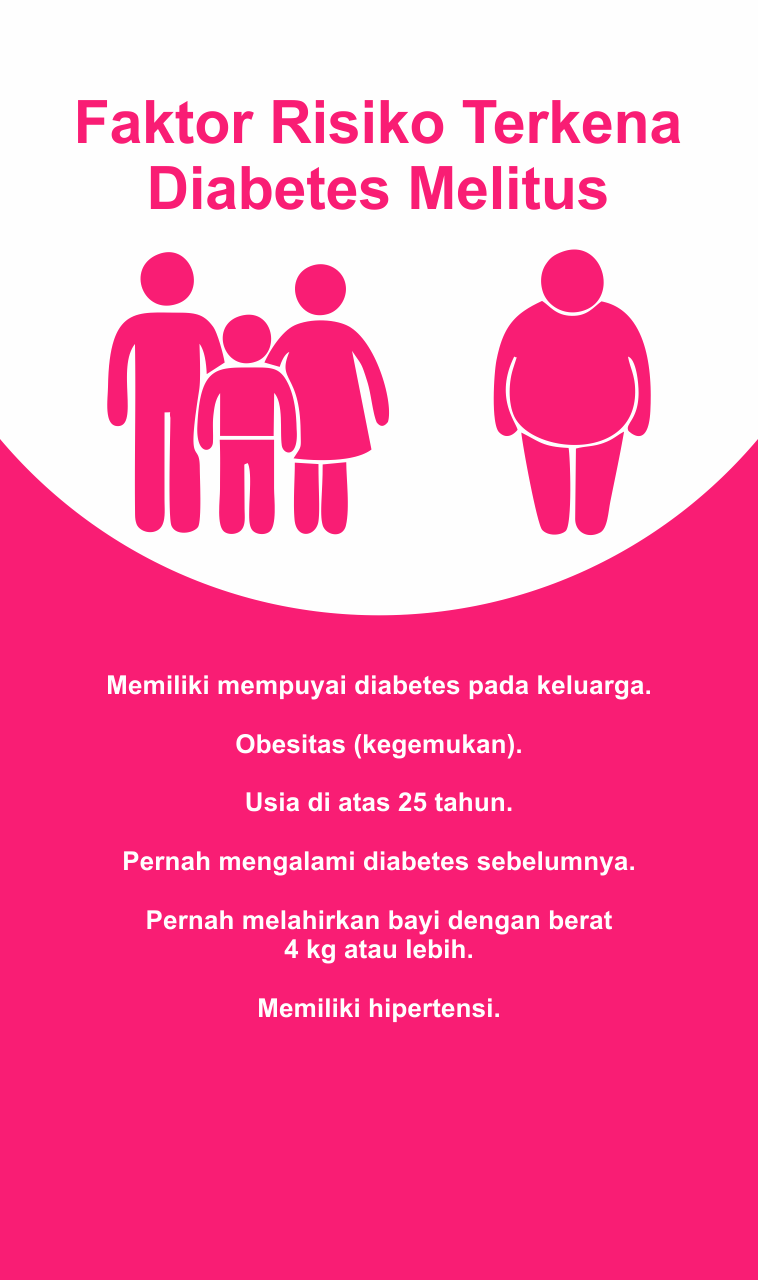 Faktor Risiko Terkena
Diabetes Melitus
Memiliki mempuyai diabetes pada keluarga.
Obesitas (kegemukan).
Usia di atas 25 tahun.
Pernah mengalami diabetes sebelumnya.
Pernah melahirkan bayi dengan berat
4 kg atau lebih.
Memiliki hipertensi.